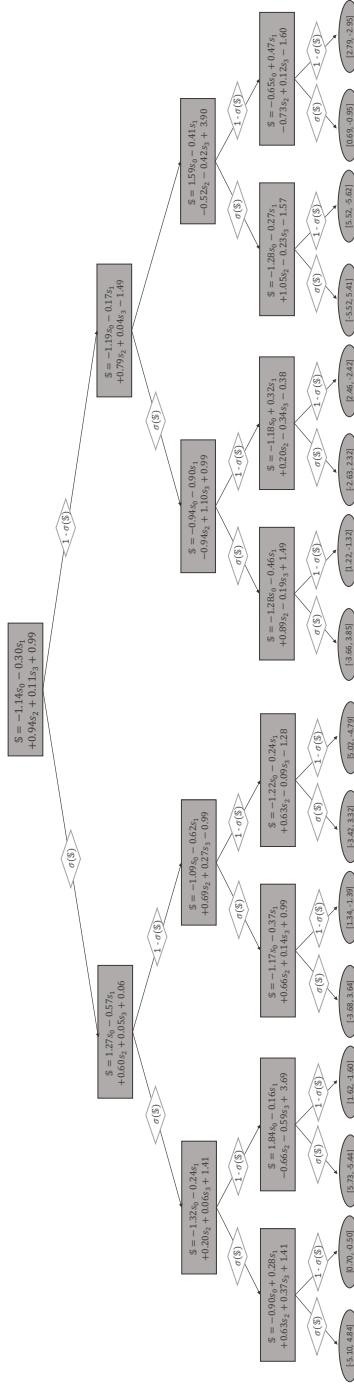 𝕊 = −1.14s₀ − 0.30s₁
+0.94s₂ + 0.11s₃ + 0.99
σ(𝕊)
1 - σ(𝕊)
𝕊 = 1.27s₀ − 0.57s₁
+0.60s₂ + 0.05s₃ + 0.06
𝕊 = −1.19s₀ − 0.17s₁
+0.79s₂ + 0.04s₃ − 1.49
σ(𝕊)
1 - σ(𝕊)
σ(𝕊)
𝕊 = −1.32s₀ − 0.24s₁
+0.20s₂ + 0.06s₃ + 1.41
𝕊 = −1.09s₀ − 0.62s₁
+0.69s₂ + 0.27s₃ − 0.99
𝕊 = −0.94s₀ − 0.90s₁
−0.94s₂ + 1.10s₃ + 0.99
𝕊 = 1.59s₀ − 0.41s₁
−0.52s₂ − 0.42s₃ + 3.90
σ(𝕊)
1 - σ(𝕊)
σ(𝕊)
1 - σ(𝕊)
σ(𝕊)
1 - σ(𝕊)
σ(𝕊)
1 - σ(𝕊)
𝕊 = −0.90s₀ + 0.28s₁
+0.63s₂ + 0.37s₃ + 1.41
𝕊 = 1.84s₀ − 0.16s₁
−0.66s₂ − 0.59s₃ + 3.69
𝕊 = −1.17s₀ − 0.37s₁
+0.66s₂ + 0.14s₃ + 0.99
𝕊 = −1.22s₀ − 0.24s₁
+0.63s₂ − 0.09s₃ − 1.28
𝕊 = −1.28s₀ − 0.46s₁
+0.89s₂ − 0.19s₃ + 1.49
𝕊 = −1.18s₀ + 0.32s₁
+0.20s₂ − 0.34s₃ − 0.38
𝕊 = −1.28s₀ − 0.27s₁
+1.05s₂ − 0.23s₃ − 1.57
𝕊 = −0.65s₀ + 0.47s₁
−0.73s₂ + 0.12s₃ − 1.60
σ(𝕊)
1 - σ(𝕊)
σ(𝕊)
1 - σ(𝕊)
σ(𝕊)
1 - σ(𝕊)
σ(𝕊)
1 - σ(𝕊)
σ(𝕊)
1 - σ(𝕊)
σ(𝕊)
1 - σ(𝕊)
σ(𝕊)
1 - σ(𝕊)
σ(𝕊)
1 - σ(𝕊)
[-5.10, 4.84]
[0.70, -0.50]
[5.73, -5.44]
[1.62, -1.60]
[-3.68, 3.64]
[1.34, -1.39]
[-3.42, 3.32]
[5.02, -4.79]
[-3.66, 3.85]
[1.22, -1.32]
[-2.63, 2.32]
[2.46, -2.42]
[-5.52, 5.41]
[5.52, -5.62]
[0.69, -0.95]
[2.79, -2.95]